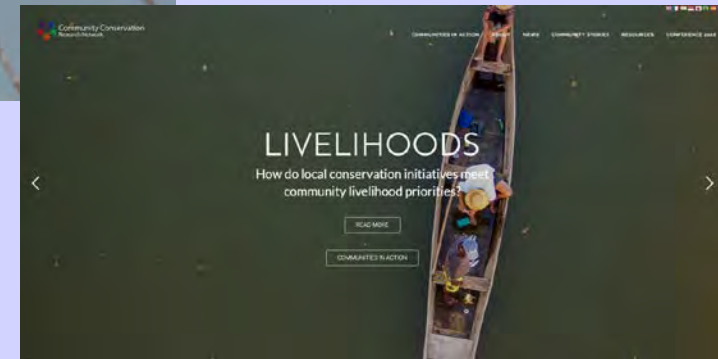 Community Conservation
Research Network
COMMUNITIES IN ACTION ABOUT NEWS COMMUNITY STORIES RESOURCES CONFERENCE 2018
LIVELIHOODS
How do local conservation initiatives meet
community livelihood priorities?
READ MORE
COMMUNITIES IN ACTION